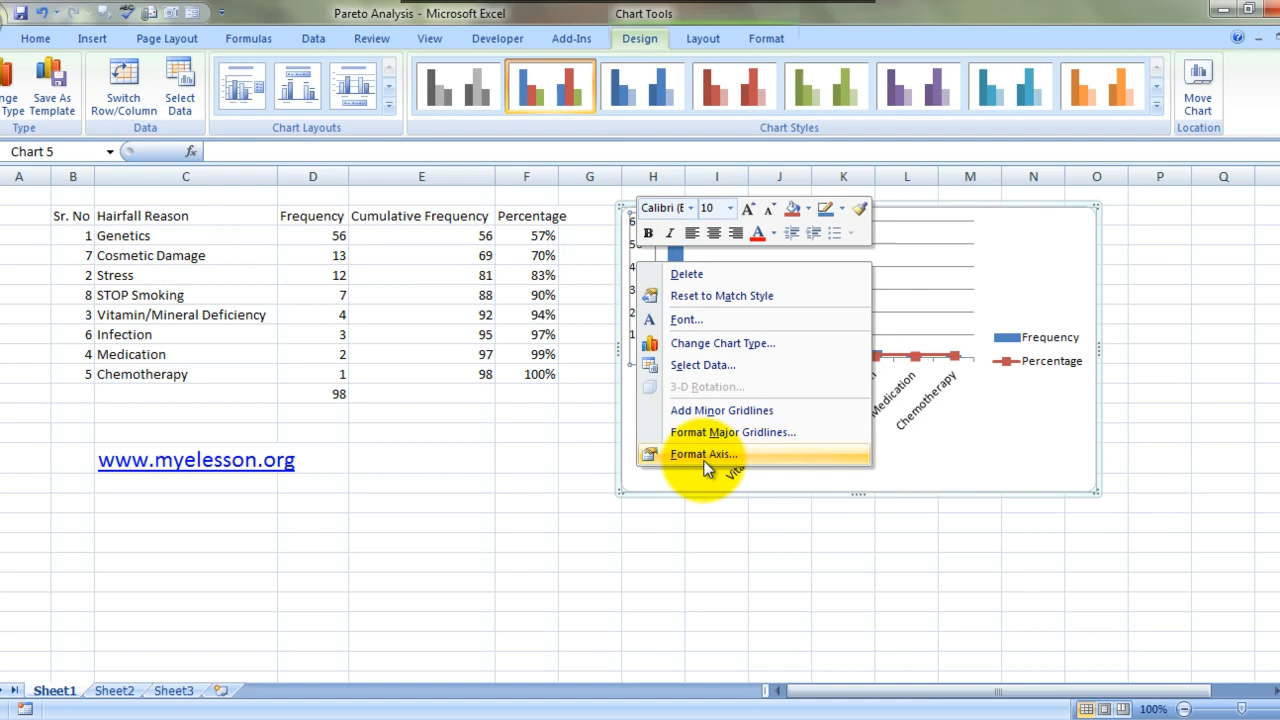 Pareto Analysis - Microsoft Excel
Chart Tools
Home Insert Page Layout Formulas Data Review View Developer Add-Ins Design Layout Format
Save As
Template
Type
Switch
Row/Column
Select
Data
Data
Chart Layouts
Chart Styles
Move
Chart
Location
Chart 5
fx
A B C D E F G H I J K L M N O P Q
Sr. No Hairfall Reason Frequency Cumulative Frequency Percentage
1 Genetics 56 56 57%
7 Cosmetic Damage 13 69 70%
2 Stress 12 81 83%
8 STOP Smoking 7 88 90%
3 Vitamin/Mineral Deficiency 4 92 94%
6 Infection 3 95 97%
4 Medication 2 97 99%
5 Chemotherapy 1 98 100%
98
www.myelesson.org
Calibri (B 10
B I
Delete
Reset to Match Style
Font...
Change Chart Type...
Select Data...
3-D Rotation...
Add Minor Gridlines
Format Major Gridlines...
Format Axis...
Frequency
Percentage
Medication
Chemotherapy
Sheet1 Sheet2 Sheet3
100%